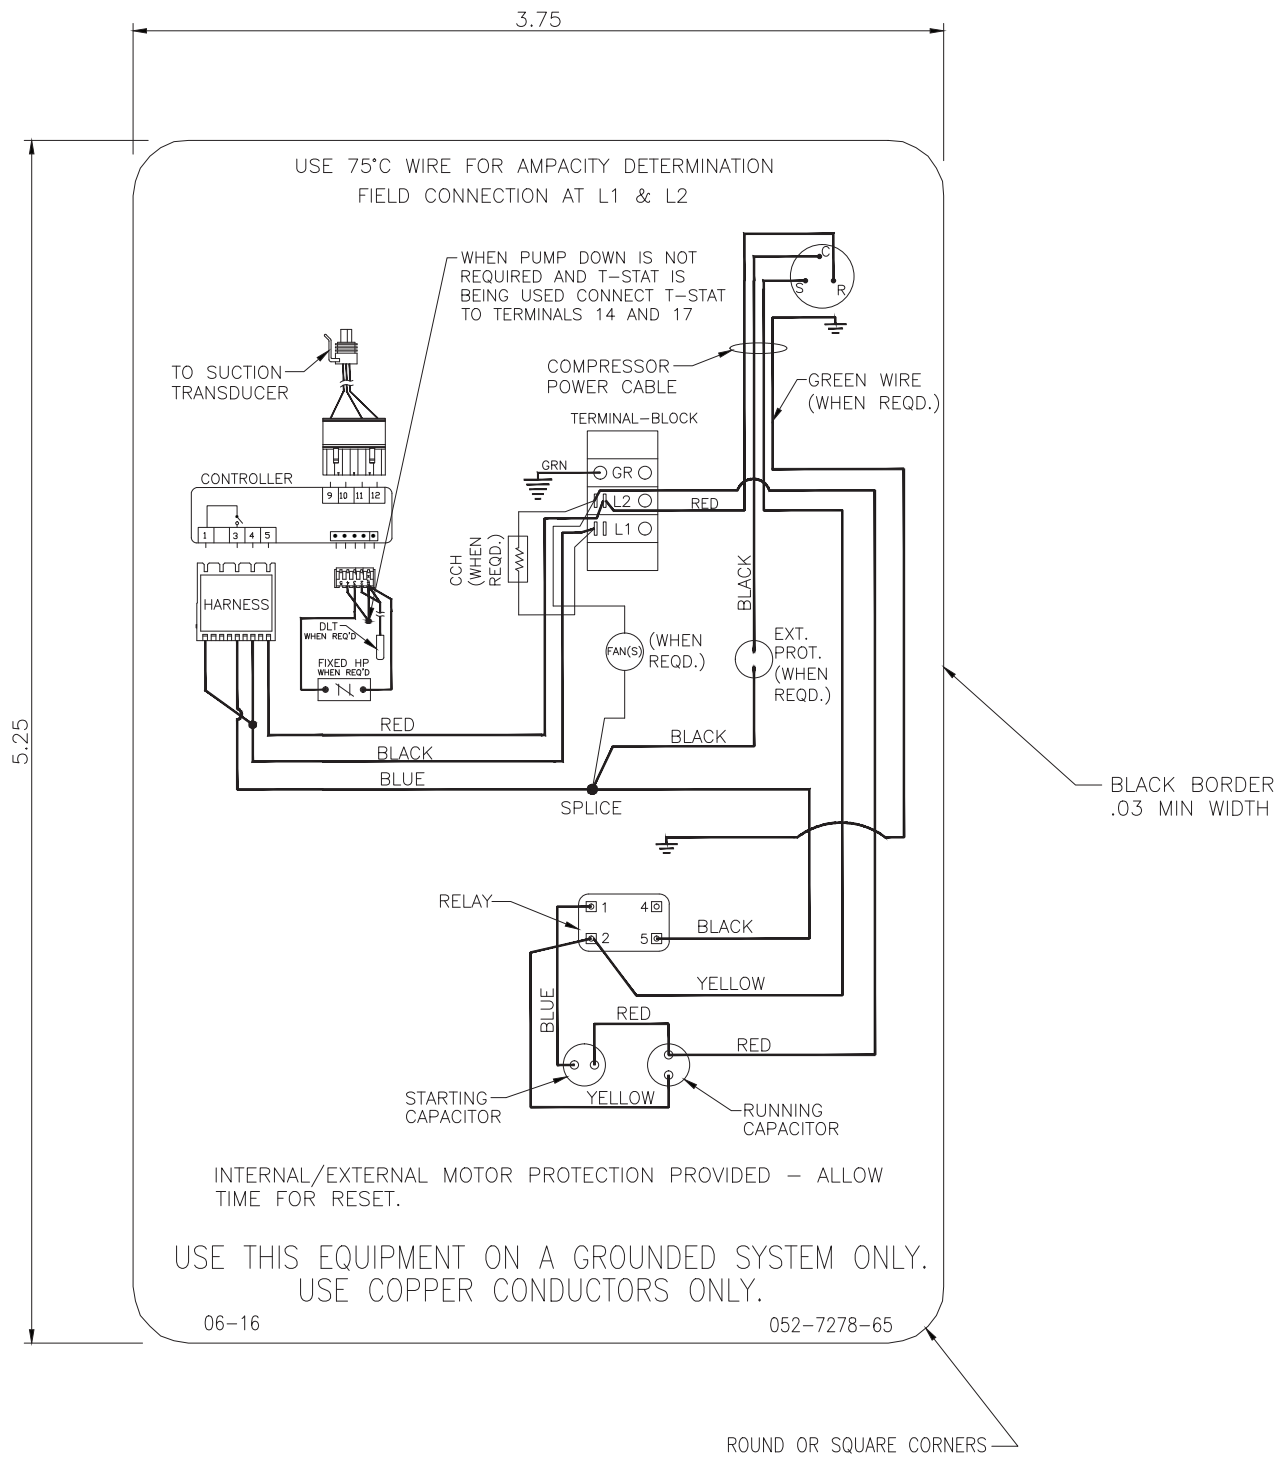 3.75
USE 75°C WIRE FOR AMPACITY DETERMINATION
FIELD CONNECTION AT L1 & L2
WHEN PUMP DOWN IS NOT
REQUIRED AND T-STAT IS
BEING USED CONNECT T-STAT
TO TERMINALS 14 AND 17
C
S
R
TO SUCTION
TRANSDUCER
COMPRESSOR
POWER CABLE
GREEN WIRE
(WHEN REQD.)
TERMINAL-BLOCK
GRN
GR
L2
L1
RED
CONTROLLER
9 10 11 12
1 3 4 5
CCH
(WHEN
REQD.)
BLACK
HARNESS
DLT
WHEN REQ'D
FIXED HP
WHEN REQ'D
FAN(S)
(WHEN
REQD.)
EXT.
PROT.
(WHEN
REQD.)
RED
BLACK
BLUE
BLACK
SPLICE
5.25
BLACK BORDER
.03 MIN WIDTH
RELAY
1 4
2 5
BLACK
YELLOW
BLUE
RED
RED
STARTING
CAPACITOR
YELLOW
RUNNING
CAPACITOR
INTERNAL/EXTERNAL MOTOR PROTECTION PROVIDED - ALLOW
TIME FOR RESET.
USE THIS EQUIPMENT ON A GROUNDED SYSTEM ONLY.
USE COPPER CONDUCTORS ONLY.
06-16
052-7278-65
ROUND OR SQUARE CORNERS